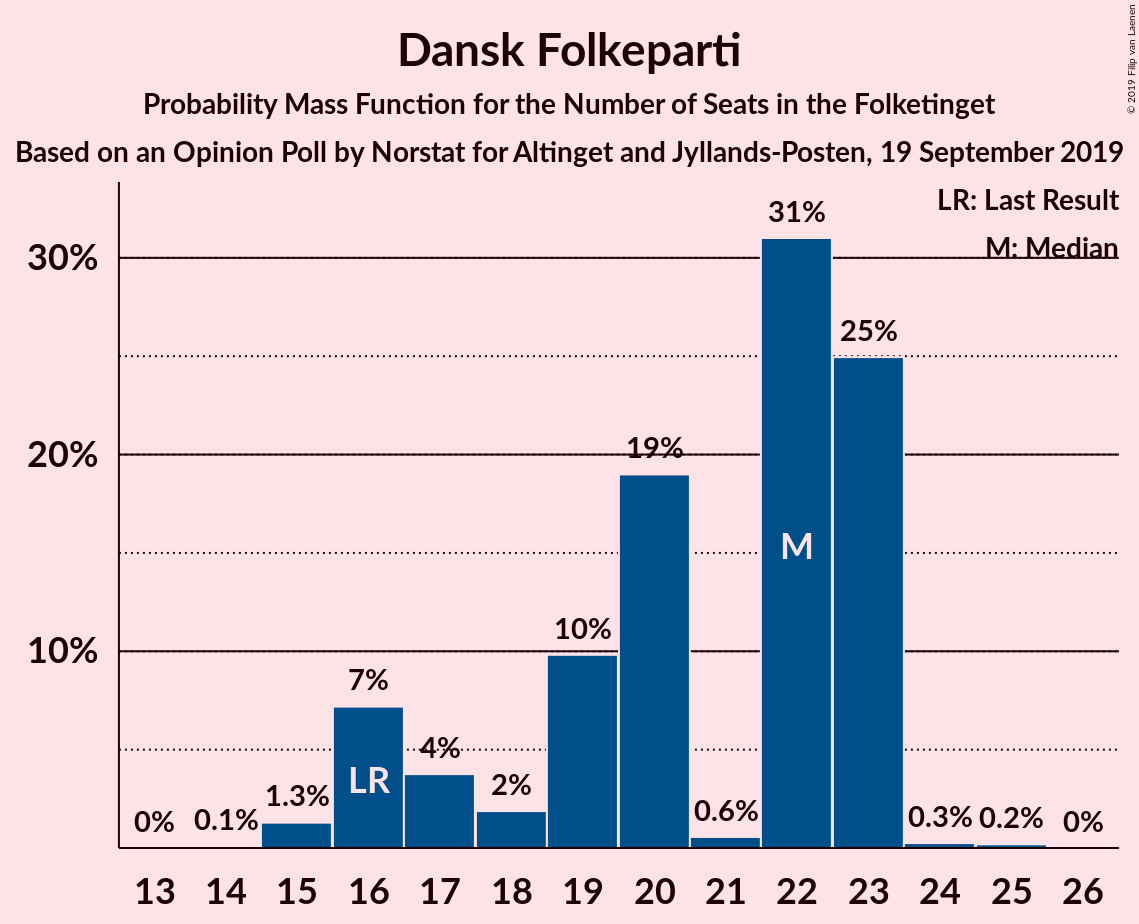 Dansk Folkeparti
Probability Mass Function for the Number of Seats in the Folketinget
Based on an Opinion Poll by Norstat for Altinget and Jyllands-Posten, 19 September 2019
© 2019 Filip van Laenen
LR: Last Result
M: Median
30%
20%
10%
0%
0.1%
1.3%
7%
4%
2%
10%
19%
0.6%
31%
25%
0.3%
0.2%
0%
LR
M
13 14 15 16 17 18 19 20 21 22 23 24 25 26